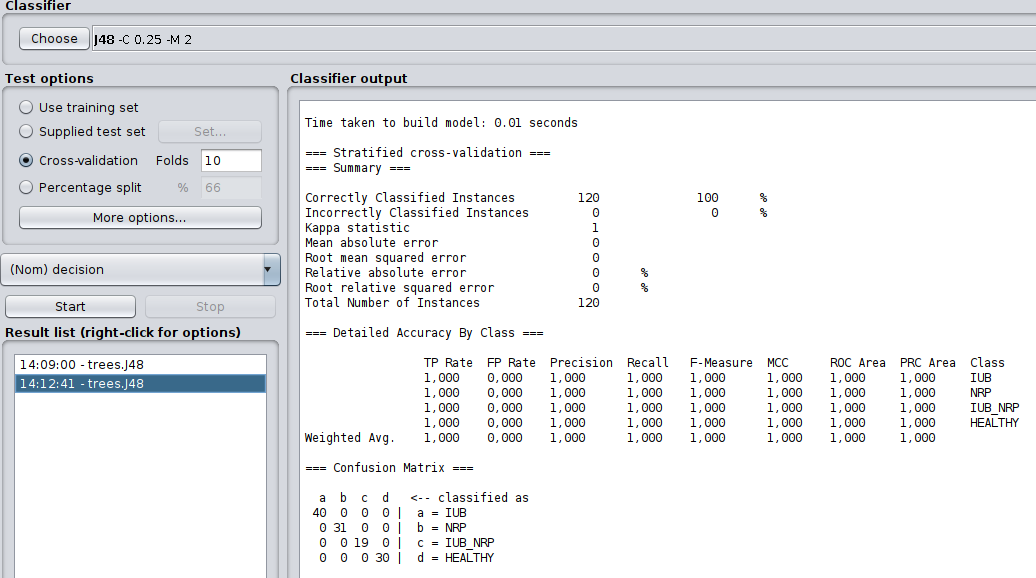 Classifier
Choose J48 -C 0.25 -M 2
Test options
Use training set
Supplied test set Set...
Cross-validation Folds 10
Percentage split % 66
More options...
(Nom) decision
Start Stop
Result list (right-click for options)
14:09:00 - trees.J48
14:12:41 - trees.J48
Classifier output
Time taken to build model: 0.01 seconds
=== Stratified cross-validation ===
=== Summary ===
Correctly Classified Instances 120 100 %
Incorrectly Classified Instances 0 0 %
Kappa statistic 1
Mean absolute error 0
Root mean squared error 0
Relative absolute error 0 %
Root relative squared error 0 %
Total Number of Instances 120
=== Detailed Accuracy By Class ===
TP Rate FP Rate Precision Recall F-Measure MCC ROC Area PRC Area Class
1,000 0,000 1,000 1,000 1,000 1,000 1,000 1,000 IUB
1,000 0,000 1,000 1,000 1,000 1,000 1,000 1,000 NRP
1,000 0,000 1,000 1,000 1,000 1,000 1,000 1,000 IUB_NRP
1,000 0,000 1,000 1,000 1,000 1,000 1,000 1,000 HEALTHY
Weighted Avg. 1,000 0,000 1,000 1,000 1,000 1,000 1,000 1,000
=== Confusion Matrix ===
a b c d <-- classified as
40 0 0 0 | a = IUB
0 31 0 0 | b = NRP
0 0 19 0 | c = IUB_NRP
0 0 0 30 | d = HEALTHY